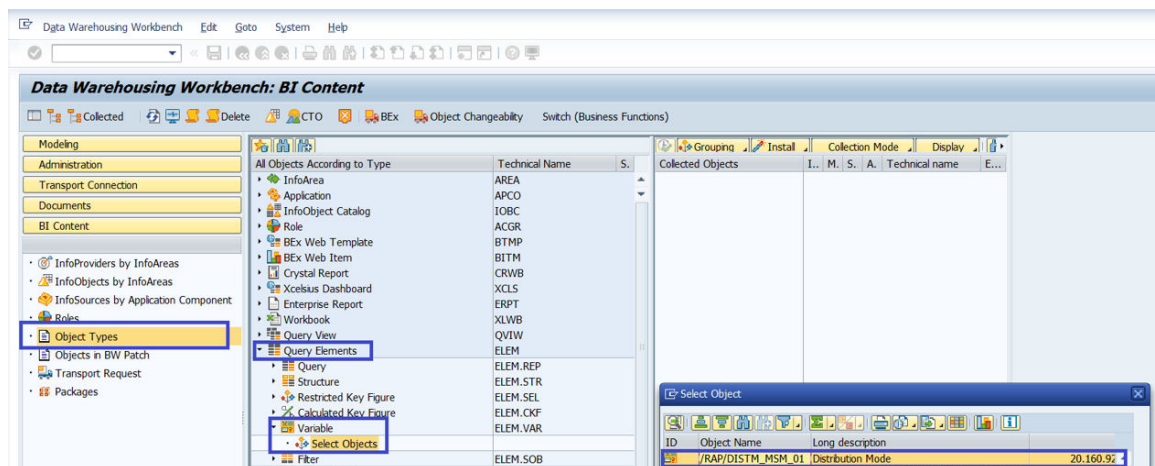 Data Warehousing Workbench Edit Goto System Help
Data Warehousing Workbench: BI Content
Collected Delete CTO BEx Object Changeability Switch (Business Functions)
Modeling
Administration
Transport Connection
Documents
BI Content
InfoProviders by InfoAreas
InfoObjects by InfoAreas
InfoSources by Application Component
Roles
Object Types
Objects in BW Patch
Transport Request
Packages
All Objects According to Type Technical Name S.
InfoArea AREA
Application APCO
InfoObject Catalog IOBC
Role ACGR
BEx Web Template BTMP
BEx Web Item BITM
Crystal Report CRWB
Xcelsius Dashboard XCLS
Enterprise Report ERPT
Workbook XLWB
Query View QVIW
Query Elements ELEM
Query ELEM.REP
Structure ELEM.STR
Restricted Key Figure ELEM.SEL
Calculated Key Figure ELEM.CKF
Variable ELEM.VAR
Select Objects
Filter ELEM.SOB
Grouping Install Collection Mode Display
Collected Objects I.. M. S. A. Technical name E...
Select Object
ID Object Name Long description
/RAP/DISTM_MSM_01 Distribution Mode 20.160.92